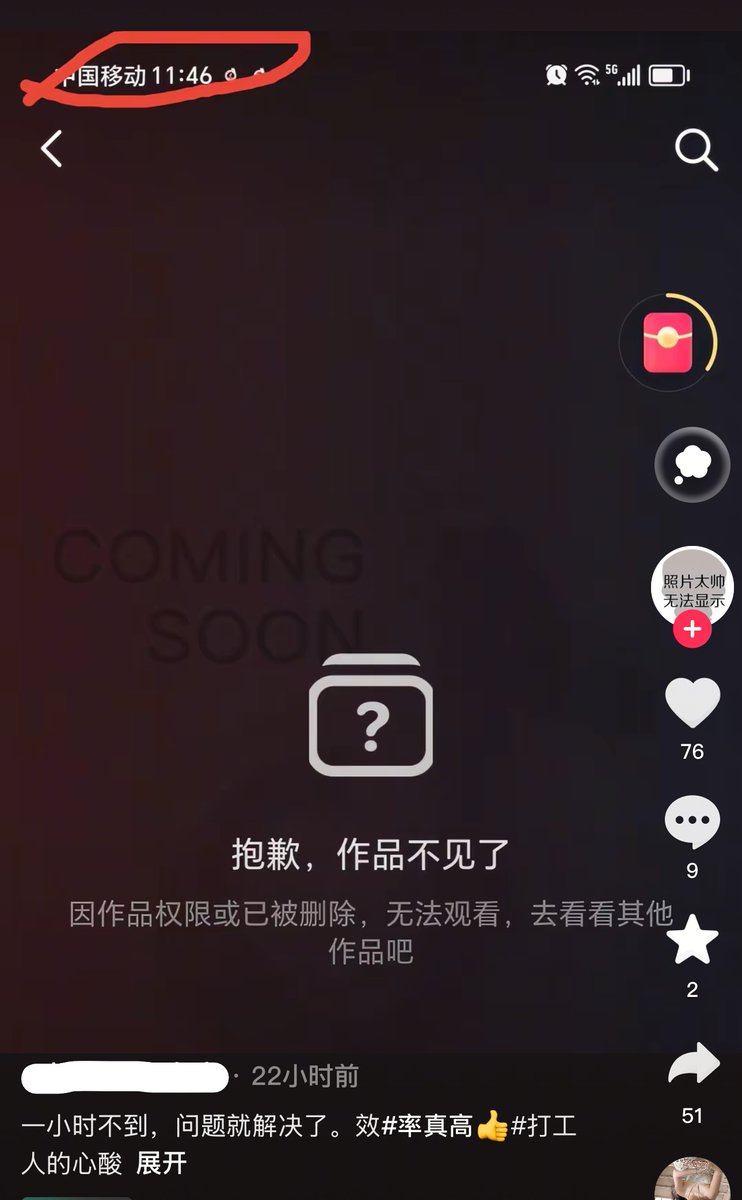 中国移动 11:46
5G
照片太帅
无法显示
COMING
SOON
76
抱歉，作品不见了
9
因作品权限或已被删除，无法观看，去看看其他
作品吧
2
· 22小时前
51
一小时不到，问题就解决了。效#率真高👍#打工
人的心酸 展开